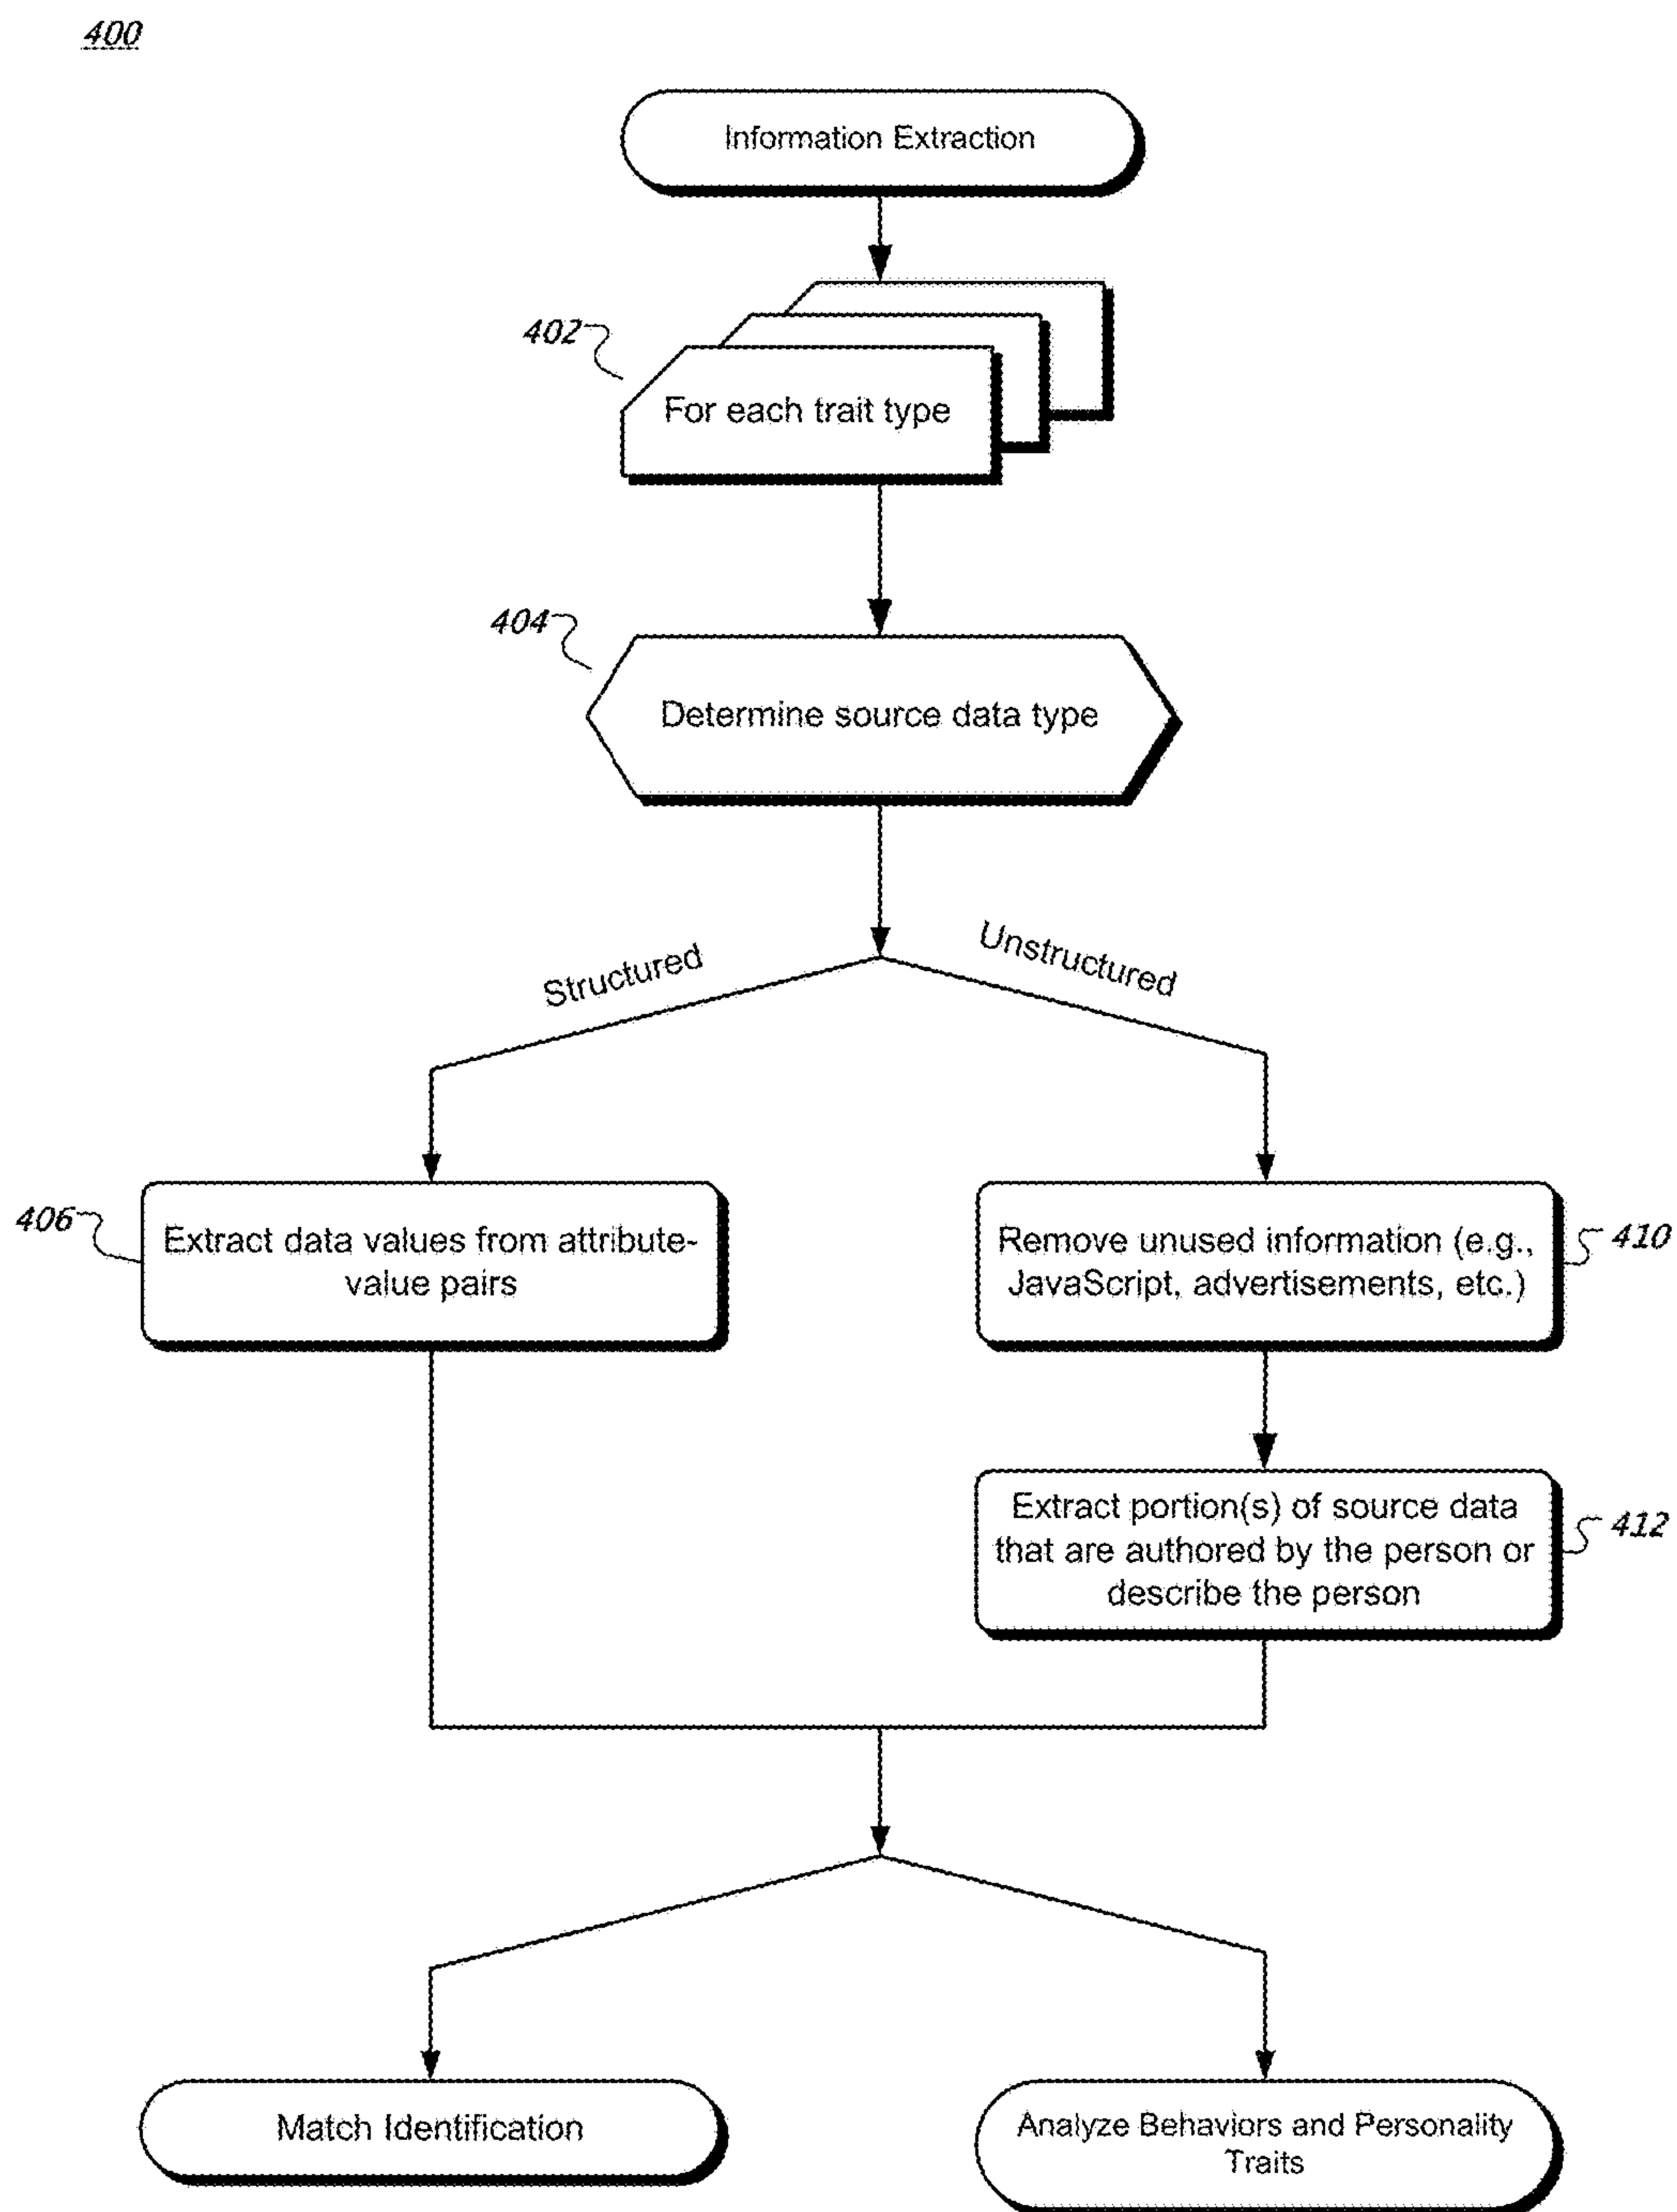 400
Information Extraction
402
For each trait type
404
Determine source data type
Structured
Unstructured
406
Extract data values from attribute-
value pairs
Remove unused information (e.g.,
JavaScript, advertisements, etc.)
410
Extract portion(s) of source data
that are authored by the person or
describe the person
412
Match Identification
Analyze Behaviors and Personality
Traits